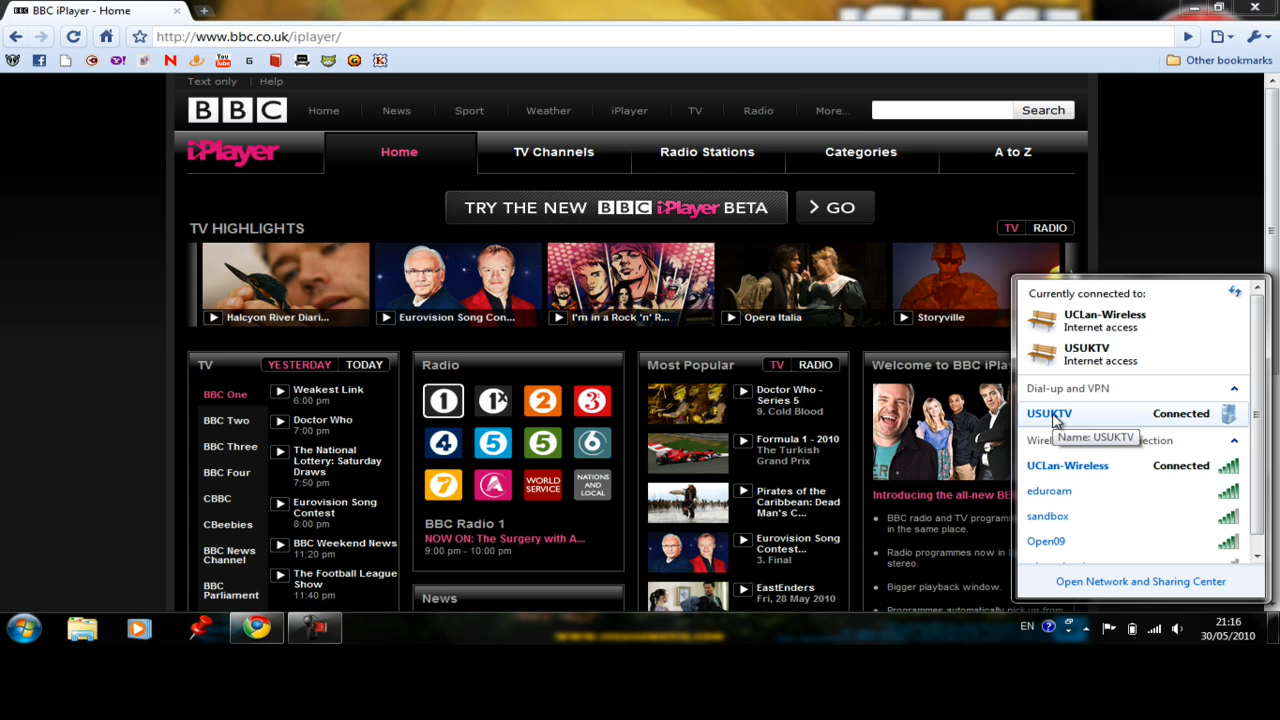 BBC iPlayer - Home
http://www.bbc.co.uk/iplayer/
Other bookmarks
Text only
Help
BBC
Home
News
Sport
Weather
iPlayer
TV
Radio
More...
Search
iPlayer
Home
TV Channels
Radio Stations
Categories
A to Z
TRY THE NEW BBC iPlayer BETA
GO
TV HIGHLIGHTS
TV
RADIO
Halcyon River Diari...
Eurovision Song Con...
I'm in a Rock 'n' R...
Opera Italia
Storyville
TV
YESTERDAY
TODAY
BBC One
BBC Two
BBC Three
BBC Four
CBBC
CBeebies
BBC News
Channel
BBC
Parliament
Weakest Link
6:00 pm
Doctor Who
7:00 pm
The National
Lottery: Saturday
Draws
7:50 pm
Eurovision Song
Contest
8:00 pm
BBC Weekend News
11:20 pm
The Football League
Show
11:40 pm
Radio
WORLD
SERVICE
NATIONS
AND
LOCAL
BBC Radio 1
NOW ON: The Surgery with A...
9:00 pm - 10:00 pm
News
Most Popular
TV
RADIO
Doctor Who -
Series 5
9. Cold Blood
Formula 1 - 2010
The Turkish
Grand Prix
Pirates of the
Caribbean: Dead
Man's C...
Eurovision Song
Contest...
3. Final
EastEnders
Fri, 28 May 2010
Welcome to BBC iPl
Introducing the all-new BB
BBC radio and TV programm
in the same place.
Radio programmes now in
stereo.
Bigger playback window.
Programmes automatically pick up from
Currently connected to:
UCLan-Wireless
Internet access
USUKTV
Internet access
Dial-up and VPN
USUKTV
Connected
Name: USUKTV
UCLan-Wireless
Connected
eduroam
sandbox
Open09
Open Network and Sharing Center
EN
21:16
30/05/2010